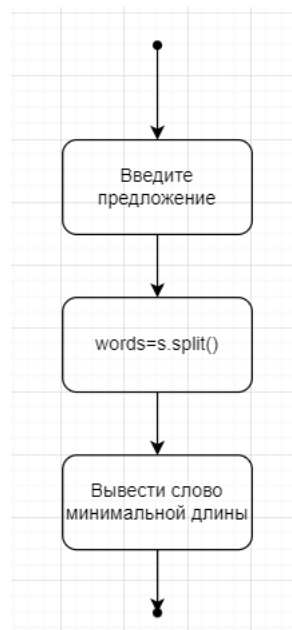 Введите
предложение
words=s.split()
Вывести слово
минимальной длины